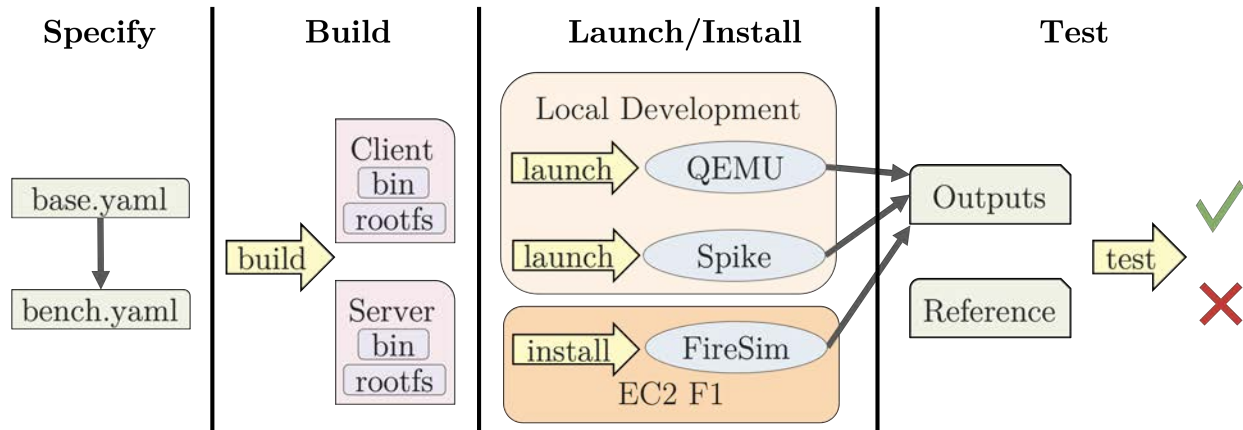 Specify
base.yaml
bench.yaml
Build
build
Client
bin
rootfs
Server
bin
rootfs
Launch/Install
Local Development
launch
QEMU
launch
Spike
install
FireSim
EC2 F1
Test
Outputs
Reference
test